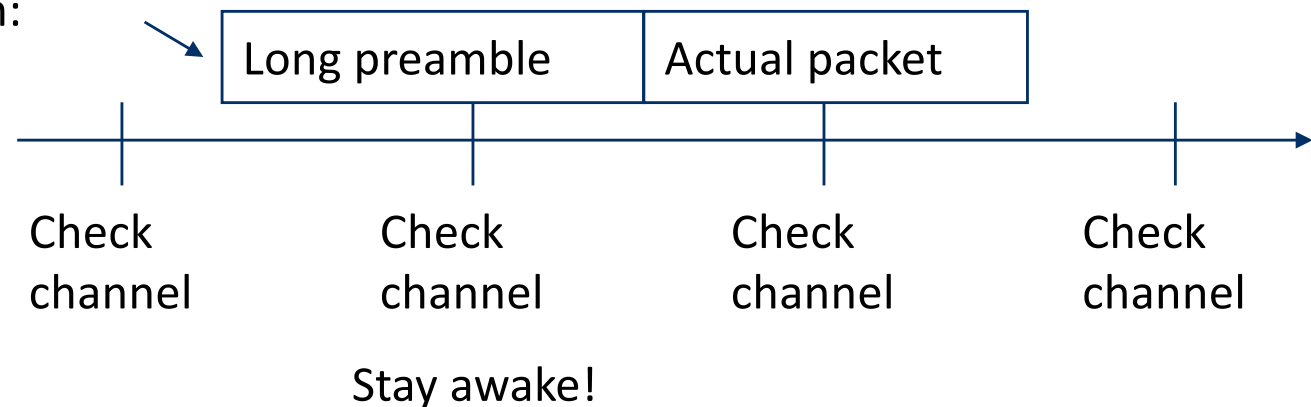 n:
Long preamble Actual packet
Check Check Check Check
channel channel channel channel
Stay awake!